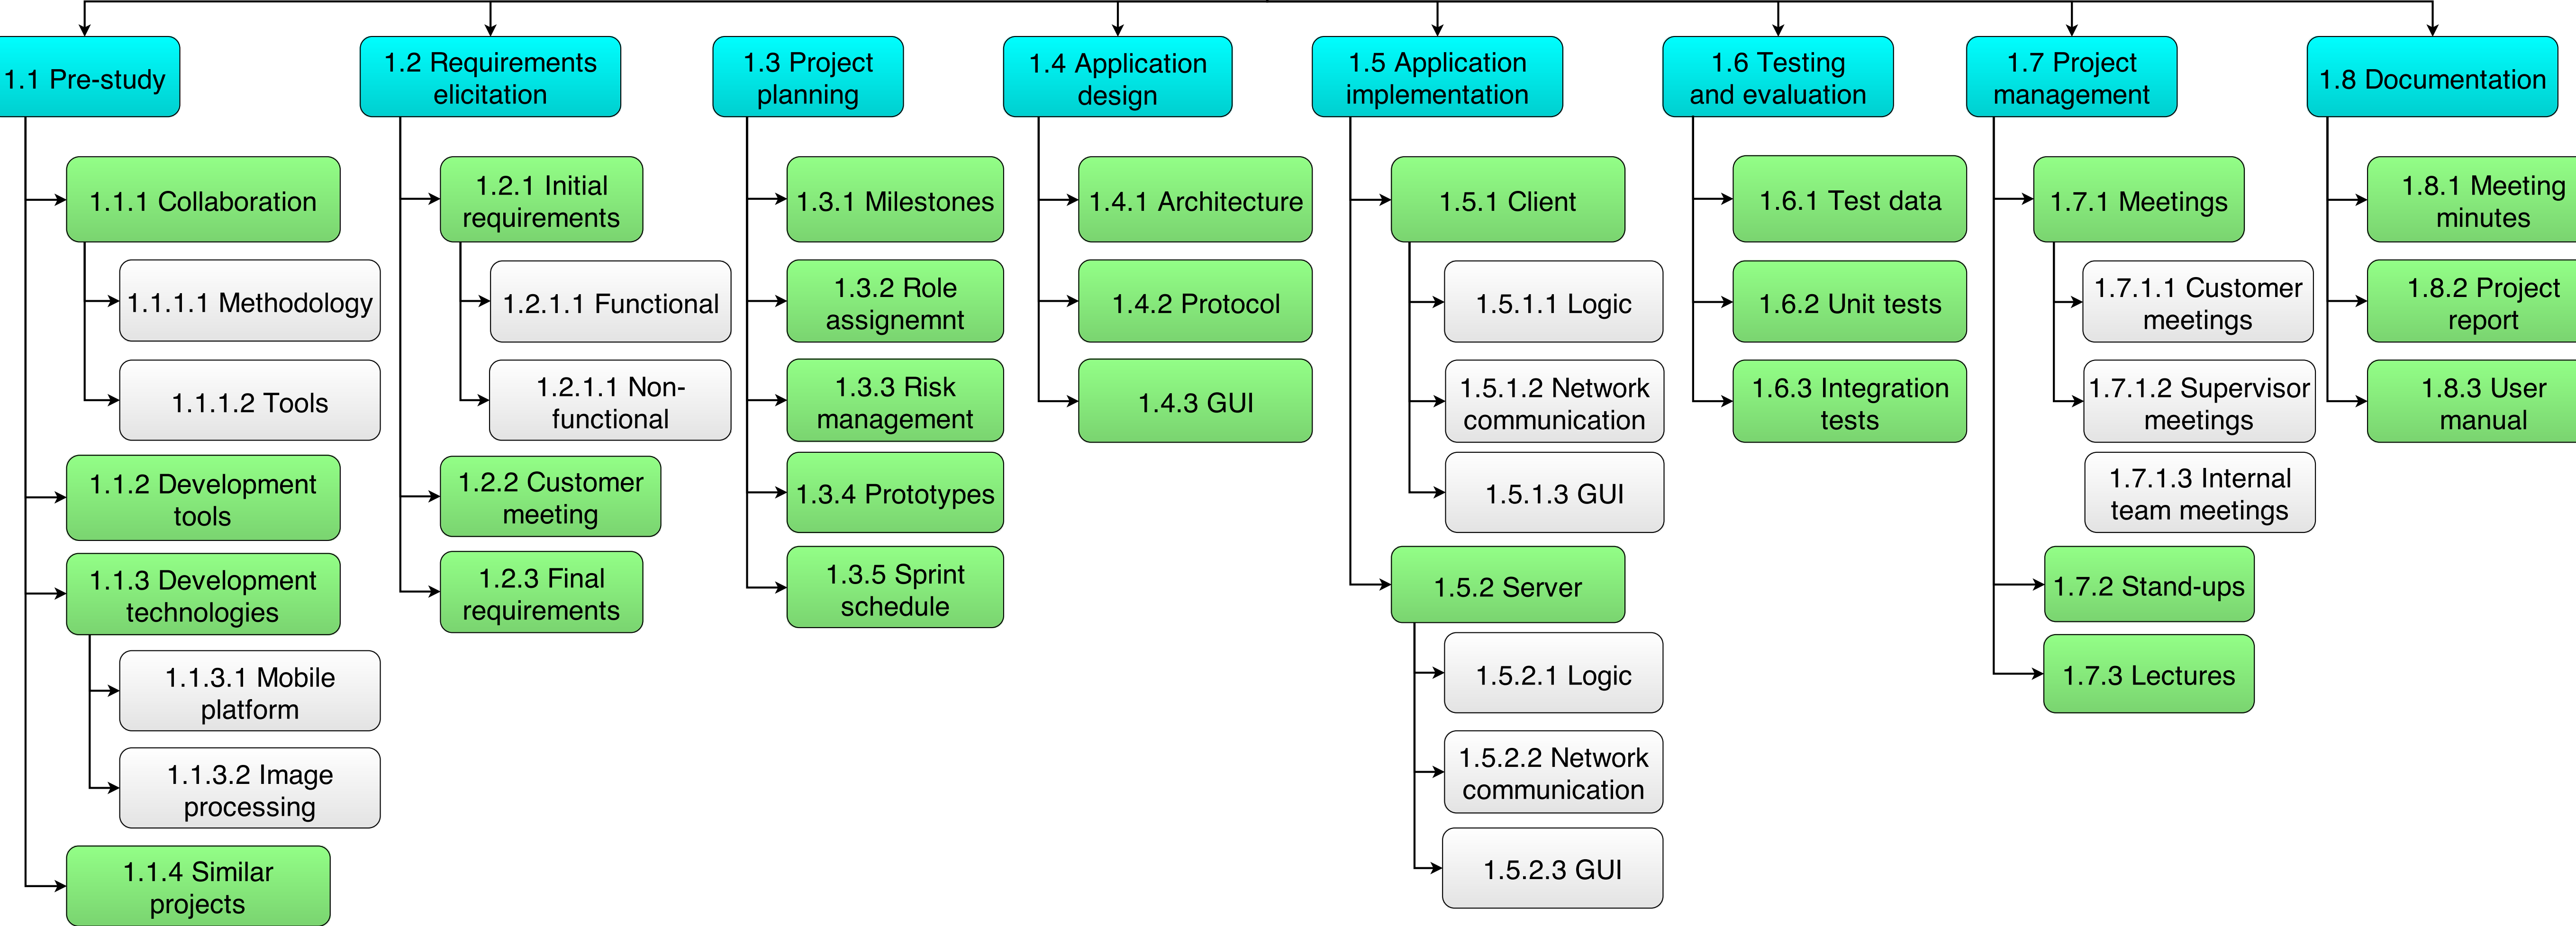 1.1 Pre-study
1.1.1 Collaboration
1.1.1.1 Methodology
1.1.1.2 Tools
1.1.2 Development
tools
1.1.3 Development
technologies
1.1.3.1 Mobile
platform
1.1.3.2 Image
processing
1.1.4 Similar
projects
1.2 Requirements
elicitation
1.2.1 Initial
requirements
1.2.1.1 Functional
1.2.1.1 Non-
functional
1.2.2 Customer
meeting
1.2.3 Final
requirements
1.3 Project
planning
1.3.1 Milestones
1.3.2 Role
assignemnt
1.3.3 Risk
management
1.3.4 Prototypes
1.3.5 Sprint
schedule
1.4 Application
design
1.4.1 Architecture
1.4.2 Protocol
1.4.3 GUI
1.5 Application
implementation
1.5.1 Client
1.5.1.1 Logic
1.5.1.2 Network
communication
1.5.1.3 GUI
1.5.2 Server
1.5.2.1 Logic
1.5.2.2 Network
communication
1.5.2.3 GUI
1.6 Testing
and evaluation
1.6.1 Test data
1.6.2 Unit tests
1.6.3 Integration
tests
1.7 Project
management
1.7.1 Meetings
1.7.1.1 Customer
meetings
1.7.1.2 Supervisor
meetings
1.7.1.3 Internal
team meetings
1.7.2 Stand-ups
1.7.3 Lectures
1.8 Documentation
1.8.1 Meeting
minutes
1.8.2 Project
report
1.8.3 User
manual